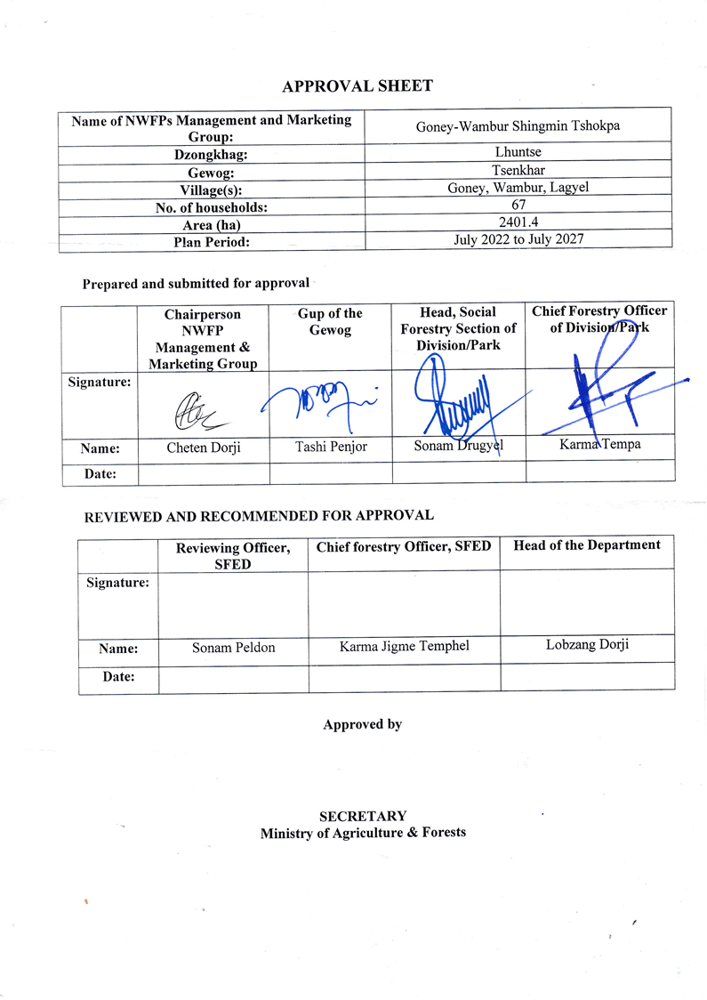 APPROVAL SHEET
Name of NWFPs Management and Marketing
Group:
Goney-Wambur Shingmin Tshokpa
Dzongkhag:
Lhuntse
Gewog:
Tsenkhar
Village(s):
Goney, Wambur, Lagyel
No. of households:
67
Area (ha)
2401.4
Plan Period:
July 2022 to July 2027
Prepared and submitted for approval
Chairperson
NWFP
Management &
Marketing Group
Gup of the
Gewog
Head, Social
Forestry Section of
Division/Park
Chief Forestry Officer
of Division/Park
Signature:
Name:
Cheten Dorji
Tashi Penjor
Sonam Drugyel
Karma Tempa
Date:
REVIEWED AND RECOMMENDED FOR APPROVAL
Reviewing Officer,
SFED
Chief forestry Officer, SFED
Head of the Department
Signature:
Name:
Sonam Peldon
Karma Jigme Temphel
Lobzang Dorji
Date:
Approved by
SECRETARY
Ministry of Agriculture & Forests